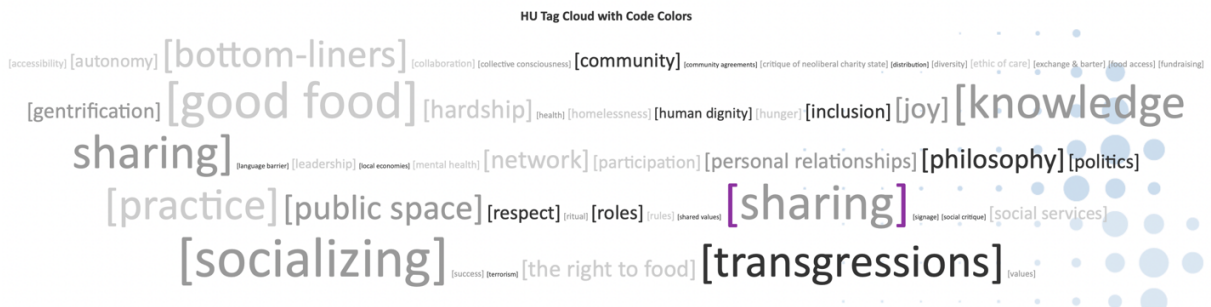 HU Tag Cloud with Code Colors
[accessibility] [autonomy] [bottom-liners] [collaboration] [collective consciousness] [community] [community agreements] [critique of neoliberal charity state] [distribution] [diversity] [ethic of care] [exchange & barter] [food access] [fundraising]
[gentrification] [good food] [hardship] [health] [homelessness] [human dignity] [hunger] [inclusion] [joy] [knowledge
sharing] [language barrier] [leadership] [local economies] [mental health] [network] [participation] [personal relationships] [philosophy] [politics]
[practice] [public space] [respect] [ritual] [roles] [rules] [shared values] [sharing] [signage] [social critique] [social services]
[socializing] [success] [terrorism] [the right to food] [transgressions] [values]